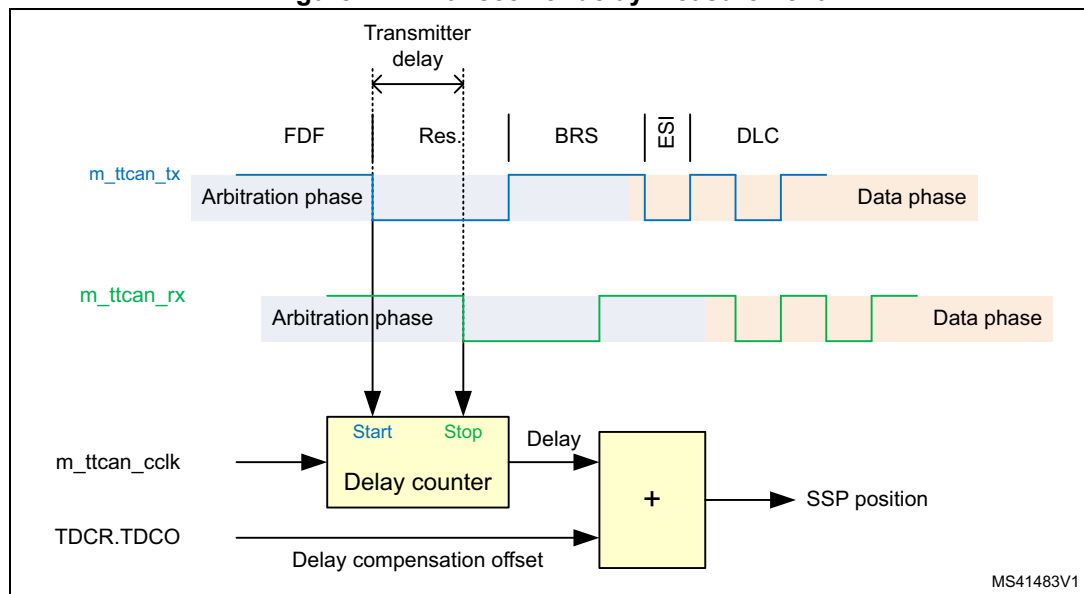 Transmitter
delay
FDF Res. BRS ESI DLC
m_ttcan_tx
Arbitration phase Data phase
m_ttcan_rx
Arbitration phase Data phase
Start Stop Delay
m_ttcan_cclk
Delay counter
+
SSP position
TDCR.TDCO
Delay compensation offset
MS41483V1